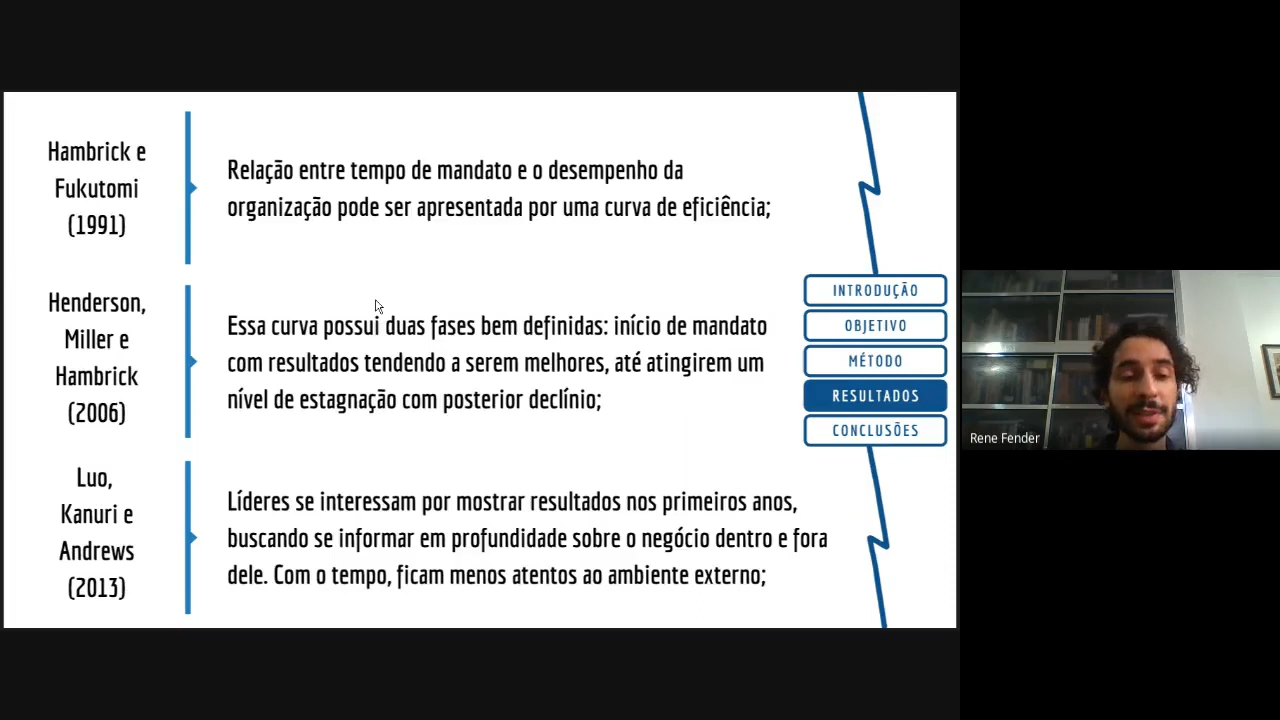 Hambrick e
Fukutomi
(1991)
Relação entre tempo de mandato e o desempenho da
organização pode ser apresentada por uma curva de eficiência;
Henderson,
Miller e
Hambrick
(2006)
Essa curva possui duas fases bem definidas: início de mandato
com resultados tendendo a serem melhores, até atingirem um
nível de estagnação com posterior declínio;
Luo,
Kanuri e
Andrews
(2013)
Líderes se interessam por mostrar resultados nos primeiros anos,
buscando se informar em profundidade sobre o negócio dentro e fora
dele. Com o tempo, ficam menos atentos ao ambiente externo;
INTRODUÇÃO
OBJETIVO
MÉTODO
RESULTADOS
CONCLUSÕES
Rene Fender